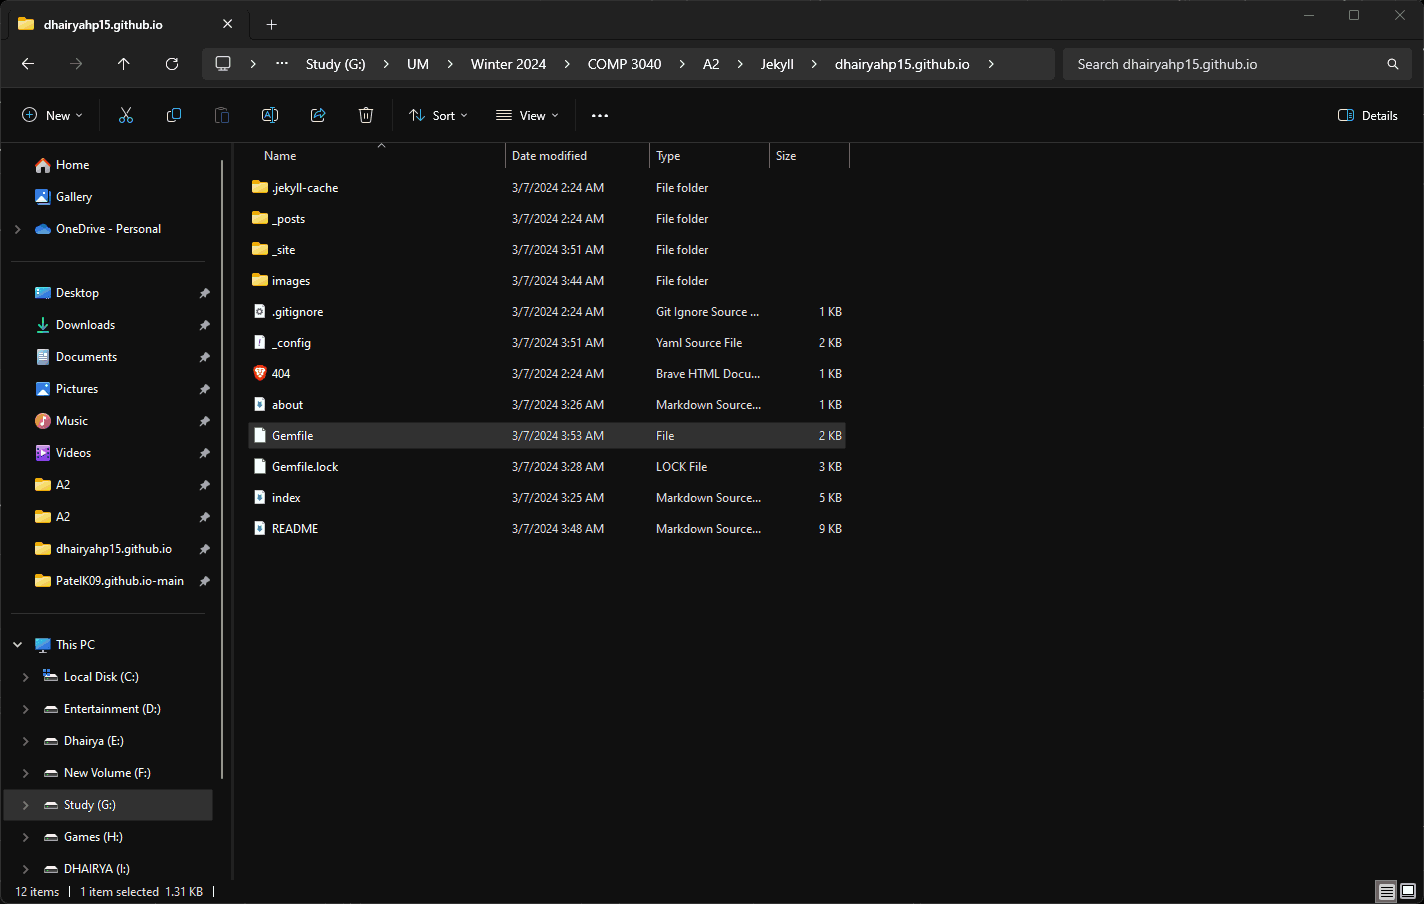 dhairyahp15.github.io
Study (G:) UM Winter 2024 COMP 3040 A2 Jekyll dhairyahp15.github.io Search dhairyahp15.github.io
New Sort View Details
Name Date modified Type Size
Home
Gallery
OneDrive - Personal
Desktop
Downloads
Documents
Pictures
Music
Videos
A2
A2
dhairyahp15.github.io
PatelK09.github.io-main
This PC
Local Disk (C:)
Entertainment (D:)
Dhairya (E:)
New Volume (F:)
Study (G:)
Games (H:)
DHAIRYA (I:)
.jekyll-cache 3/7/2024 2:24 AM File folder
_posts 3/7/2024 2:24 AM File folder
_site 3/7/2024 3:51 AM File folder
images 3/7/2024 3:44 AM File folder
.gitignore 3/7/2024 2:24 AM Git Ignore Source ... 1 KB
_config 3/7/2024 3:51 AM Yaml Source File 2 KB
404 3/7/2024 2:24 AM Brave HTML Docu... 1 KB
about 3/7/2024 3:26 AM Markdown Source... 1 KB
Gemfile 3/7/2024 3:53 AM File 2 KB
Gemfile.lock 3/7/2024 3:28 AM LOCK File 3 KB
index 3/7/2024 3:25 AM Markdown Source... 5 KB
README 3/7/2024 3:48 AM Markdown Source... 9 KB
12 items 1 item selected 1.31 KB